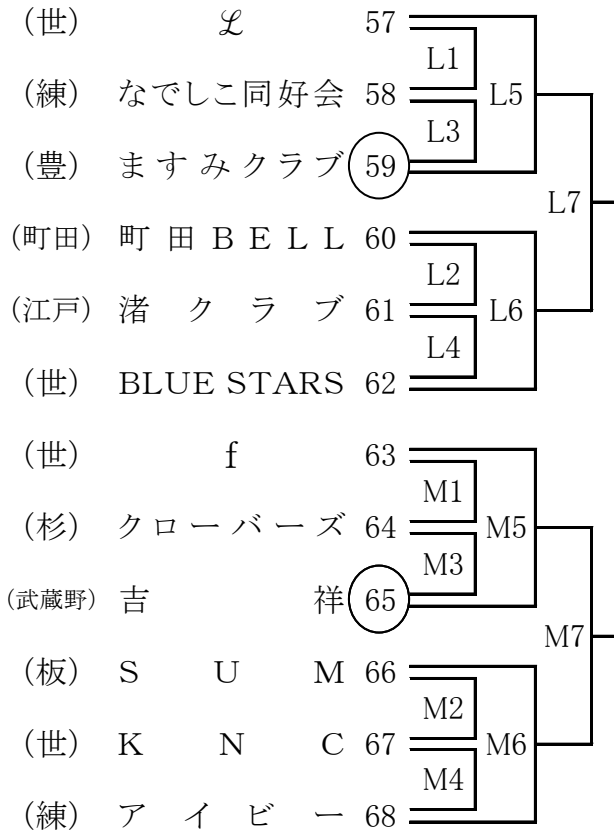 (世) ℒ 57
L1
(練) なでしこ同好会 58 L5
L3
(豊) ますみクラブ 59
L7
(町田) 町田BELL 60
L2
(江戸) 渚クラブ 61 L6
L4
(世) BLUE STARS 62
(世) f 63
M1
(杉) クローバーズ 64 M5
M3
(武蔵野) 吉祥 65
M7
(板) SUM 66
M2
(世) KNC 67 M6
M4
(練) アイビー 68